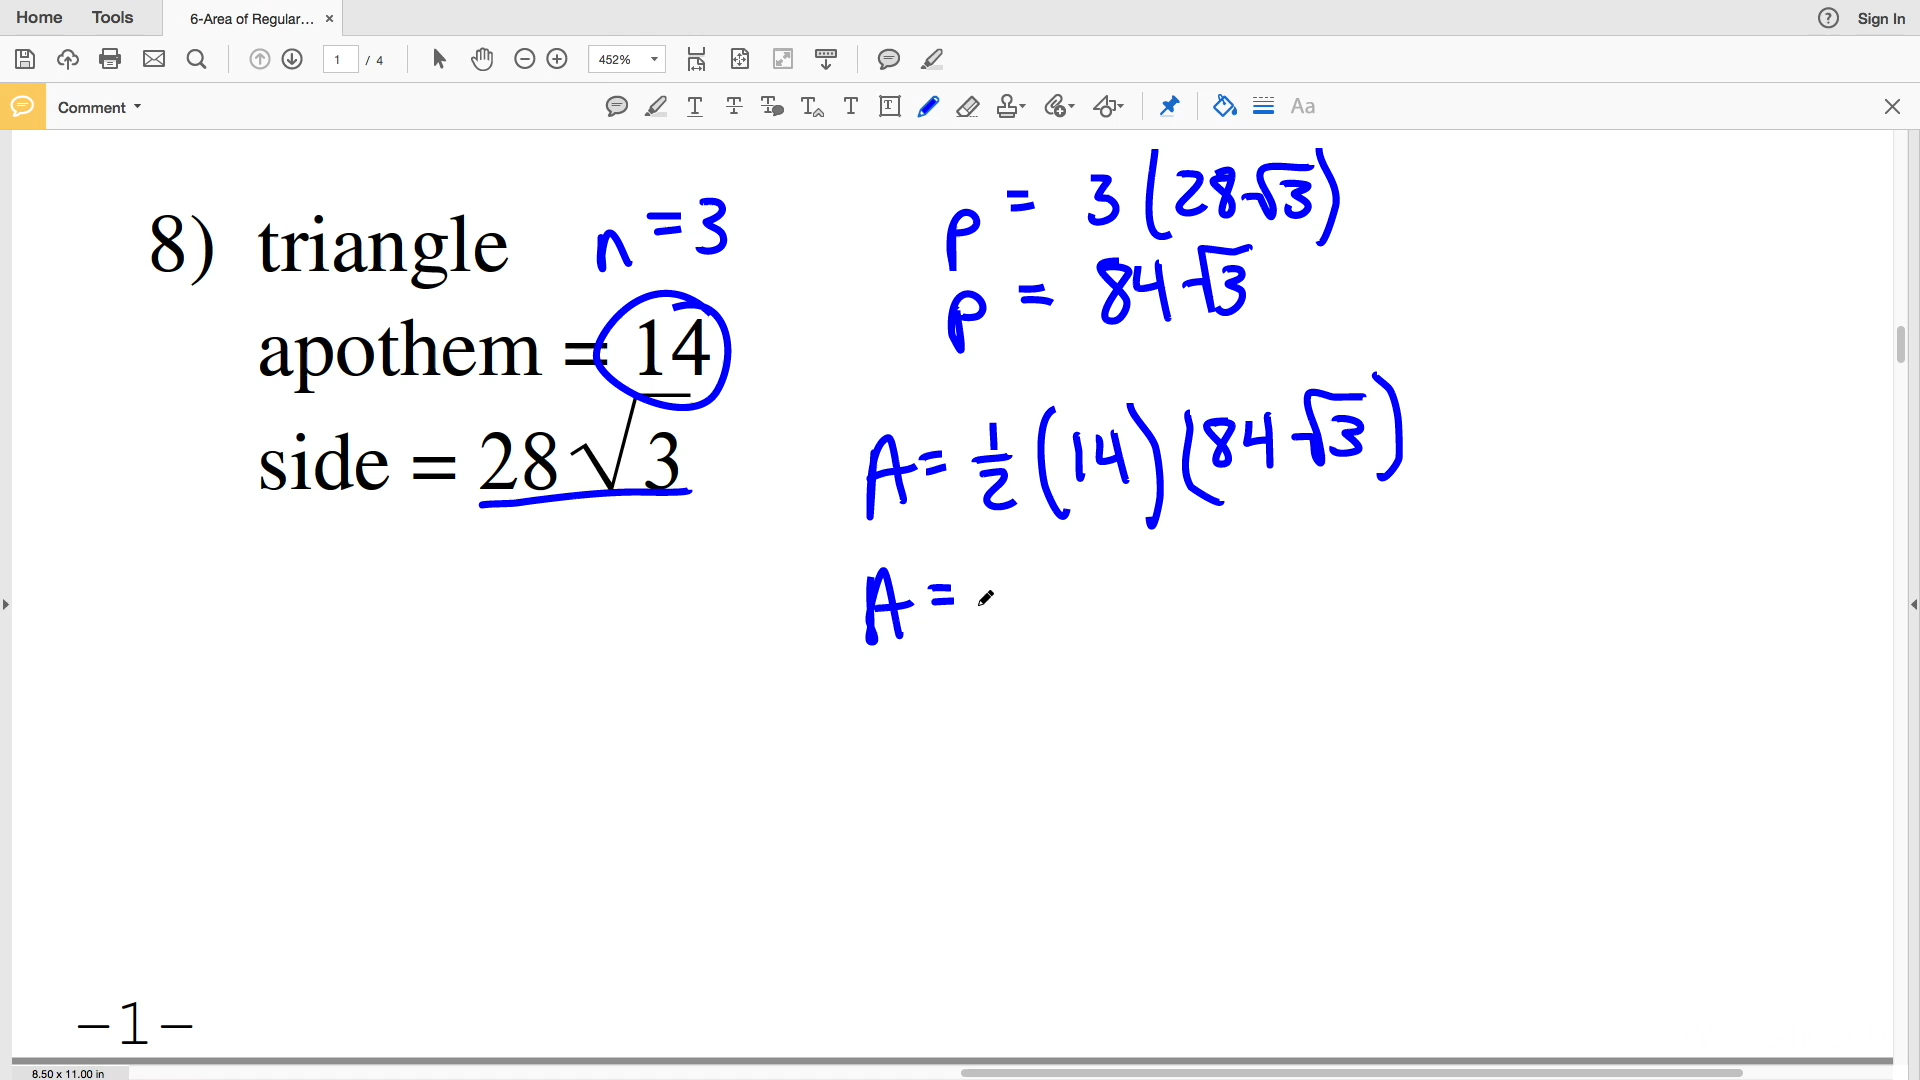 Home Tools 6-Area of Regular... × ? Sign In
1 / 4 452%
Comment Aa
8) triangle n = 3
apothem = 14
side = 28√3
p = 3(28√3)
p = 84√3
A = 1/2 (14)(84√3)
A =
-1-
8.50 x 11.00 in